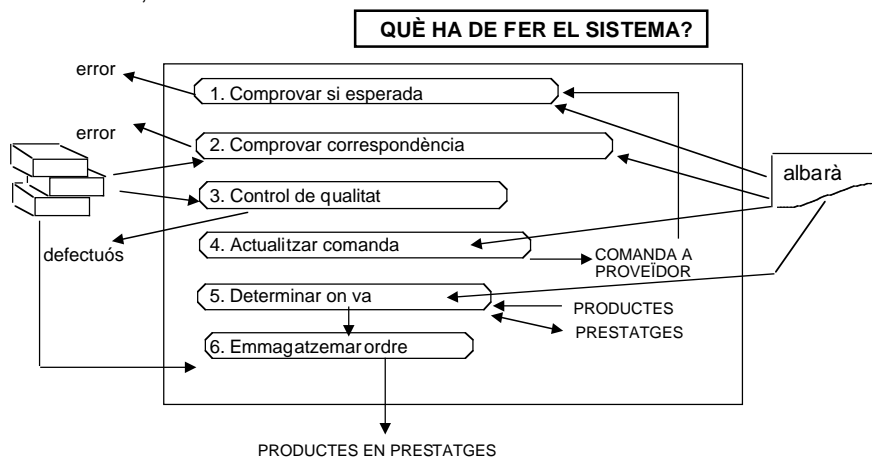 QUÈ HA DE FER EL SISTEMA?
error
1. Comprovar si esperada
error
2. Comprovar correspondència
albarà
3. Control de qualitat
defectuós
4. Actualitzar comanda
COMANDA A
PROVEÏDOR
5. Determinar on va
PRODUCTES
PRESTATGES
6. Emmagatzemar ordre
PRODUCTES EN PRESTATGES